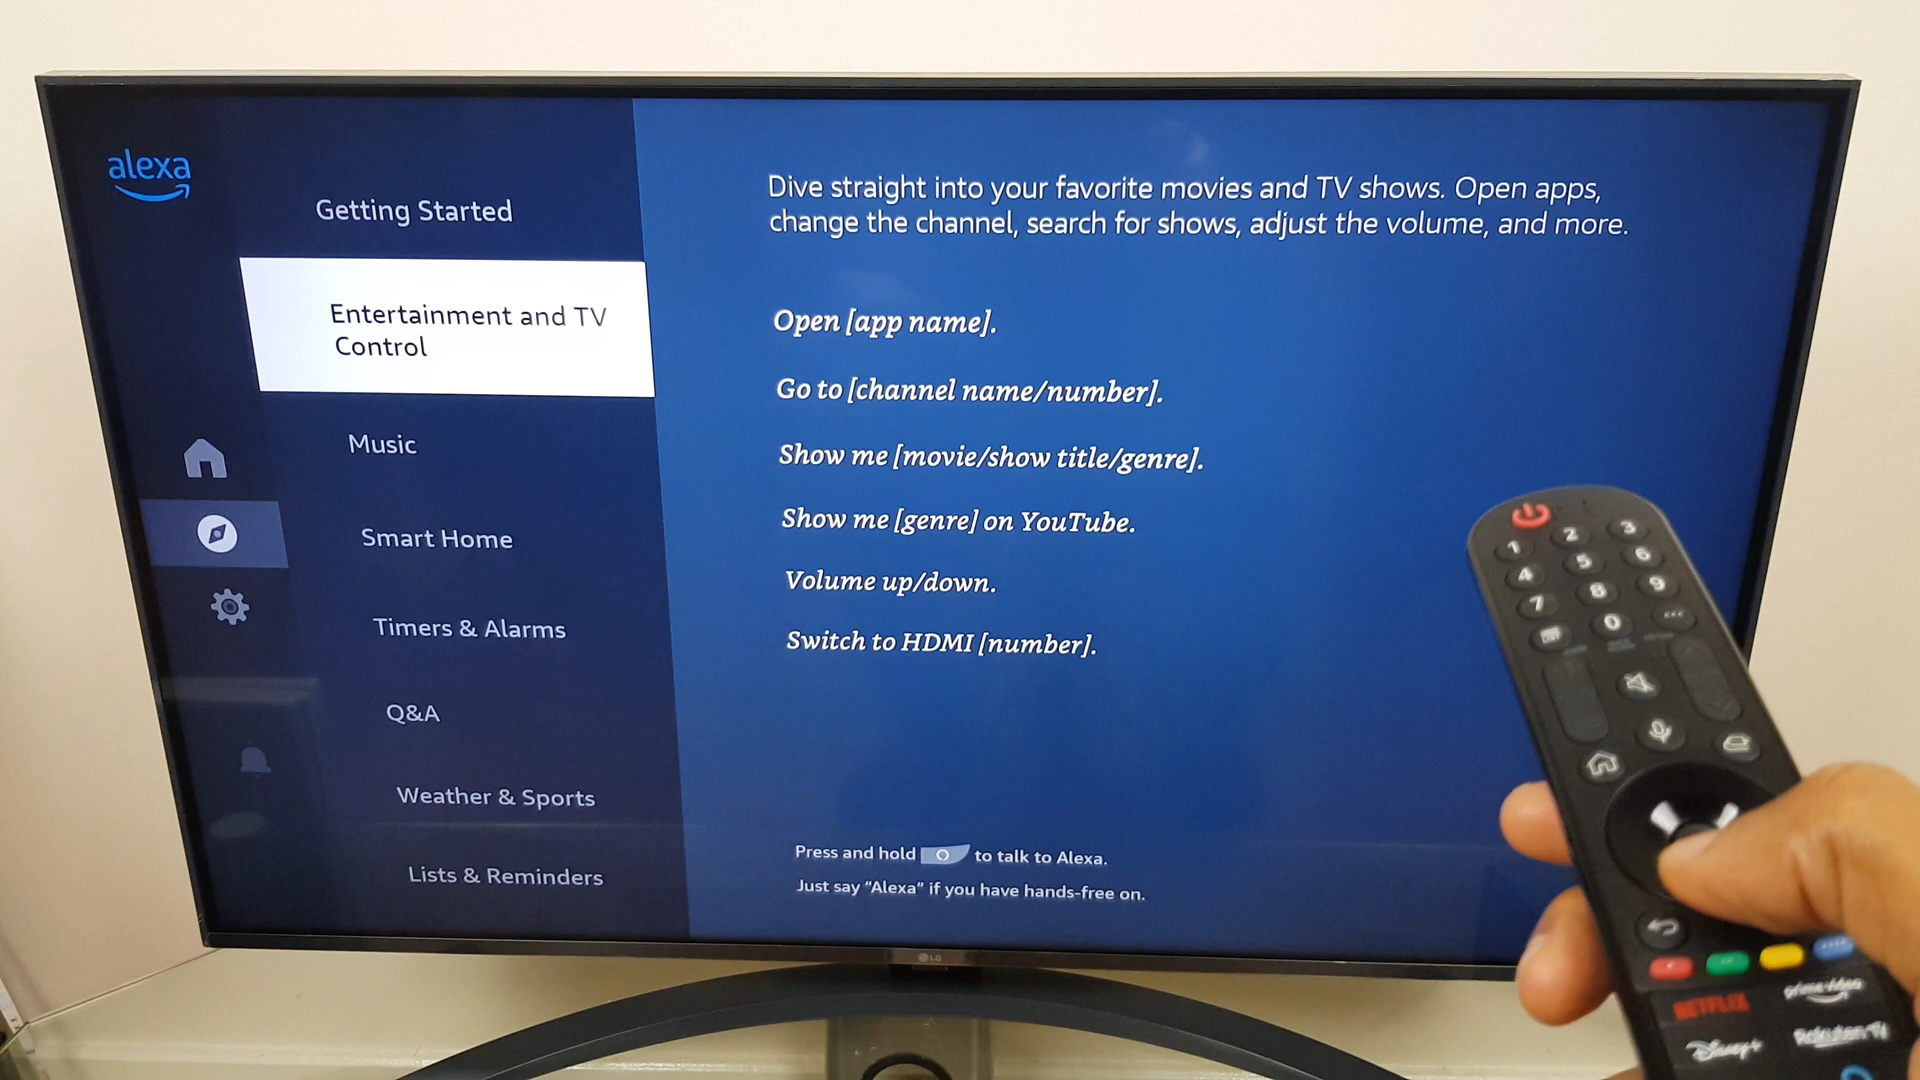 alexa
Getting Started
Entertainment and TV
Control
Music
Smart Home
Timers & Alarms
Q&A
Weather & Sports
Lists & Reminders
Dive straight into your favorite movies and TV shows. Open apps,
change the channel, search for shows, adjust the volume, and more.
Open [app name].
Go to [channel name/number].
Show me [movie/show title/genre].
Show me [genre] on YouTube.
Volume up/down.
Switch to HDMI [number].
Press and hold to talk to Alexa.
Just say “Alexa” if you have hands-free on.
LG
1 2 3
4 5 6
7 8 9
LIST 0 ...
NETFLIX prime video
Disney+ Rakuten TV